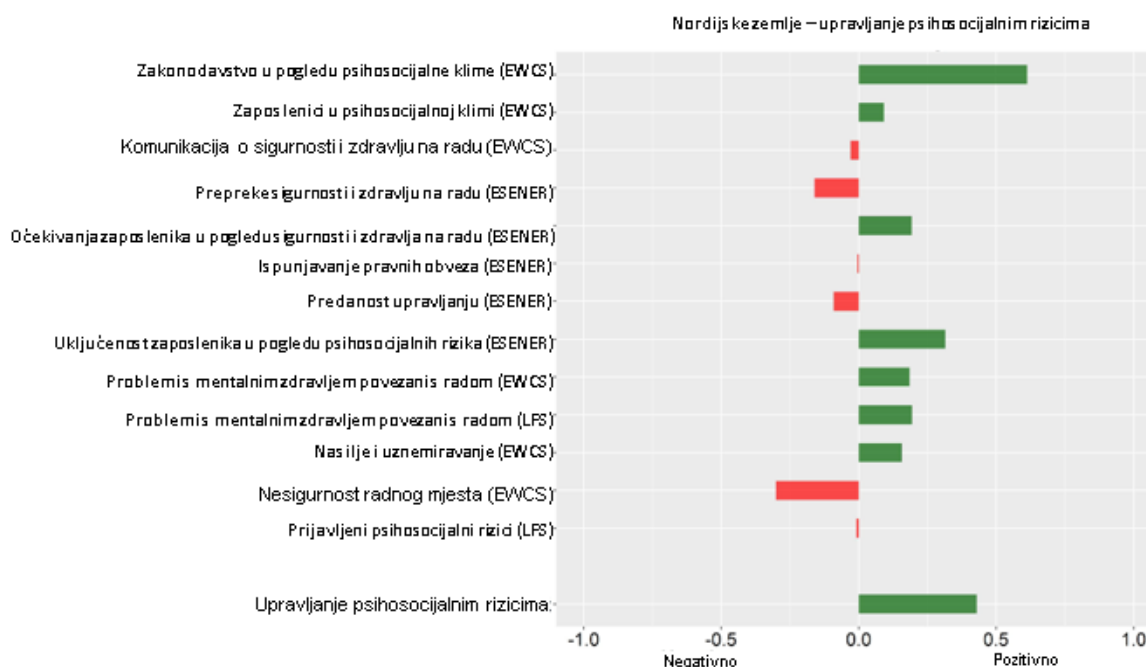 Nordijske zemlje – upravljanje psihosocijalnim rizicima
Zakonodavstvo u pogledu psihosocijalne klime (EWCS)
Zaposlenici u psihosocijalnoj klimi (EWCS)
Komunikacija o sigurnosti i zdravlju na radu (EWCS)
Prepreke sigurnosti i zdravlju na radu (ESENER)
Očekivanja zaposlenika u pogledu sigurnosti i zdravlja na radu (ESENER)
Ispunjavanje pravnih obveza (ESENER)
Predanost upravljanju (ESENER)
Uključenost zaposlenika u pogledu psihosocijalnih rizika (ESENER)
Problemi s mentalnim zdravljem povezani s radom (EWCS)
Problemi s mentalnim zdravljem povezani s radom (LFS)
Nasilje i uznemiravanje (EWCS)
Nesigurnost radnog mjesta (EWCS)
Prijavljeni psihosocijalni rizici (LFS)
Upravljanje psihosocijalnim rizicima
-1.0 -0.5 0.0 0.5 1.0
Negativno Pozitivno